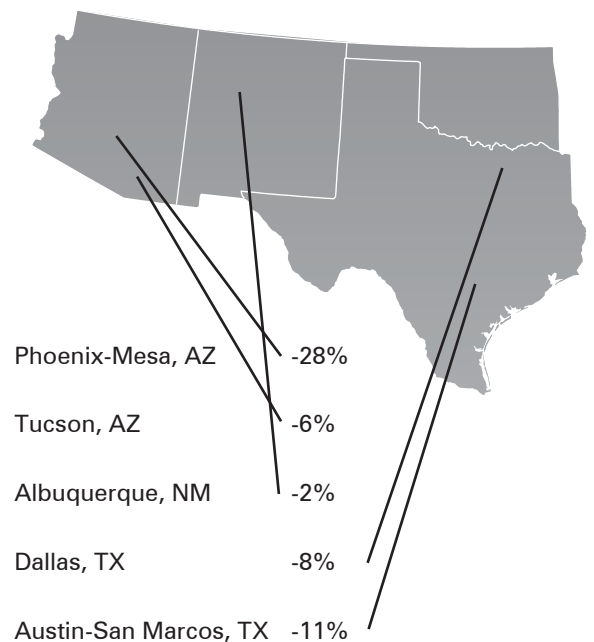 Phoenix-Mesa, AZ -28%
Tucson, AZ -6%
Albuquerque, NM -2%
Dallas, TX -8%
Austin-San Marcos, TX -11%